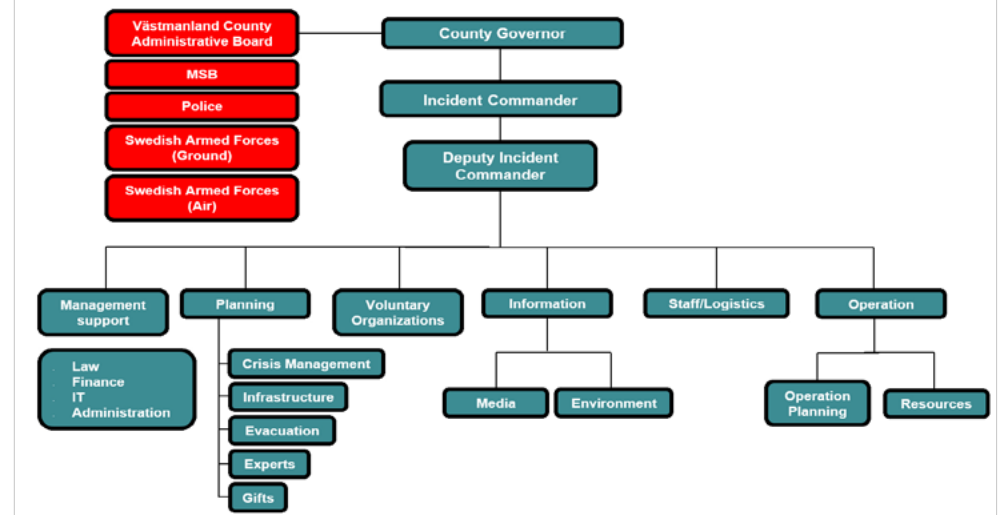 Västmanland County
Administrative Board
County Governor
MSB
Police
Incident Commander
Swedish Armed Forces
(Ground)
Deputy Incident
Commander
Swedish Armed Forces
(Air)
Management
support
Planning
Voluntary
Organizations
Information
Staff/Logistics
Operation
Law
Finance
IT
Administration
Crisis Management
Infrastructure
Evacuation
Experts
Gifts
Media
Environment
Operation
Planning
Resources